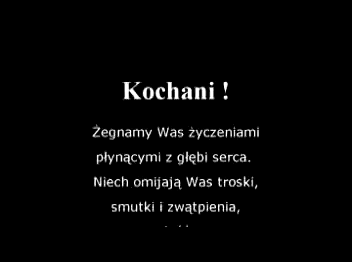 Kochani !
Żegnamy Was życzeniami
płynącymi z głębi serca.
Niech omijają Was troski,
smutki i zwątpienia,